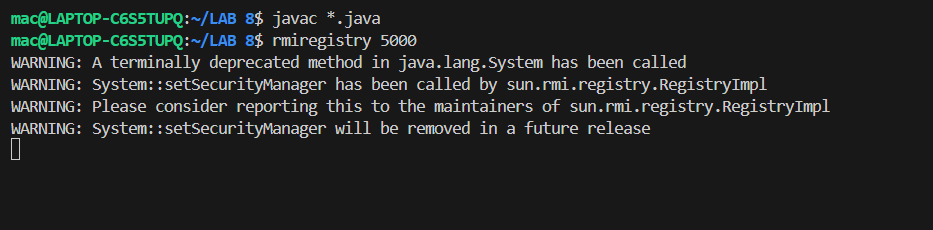 mac@LAPTOP-C6S5TUPQ:~/LAB 8$ javac *.java
mac@LAPTOP-C6S5TUPQ:~/LAB 8$ rmiregistry 5000
WARNING: A terminally deprecated method in java.lang.System has been called
WARNING: System::setSecurityManager has been called by sun.rmi.registry.RegistryImpl
WARNING: Please consider reporting this to the maintainers of sun.rmi.registry.RegistryImpl
WARNING: System::setSecurityManager will be removed in a future release